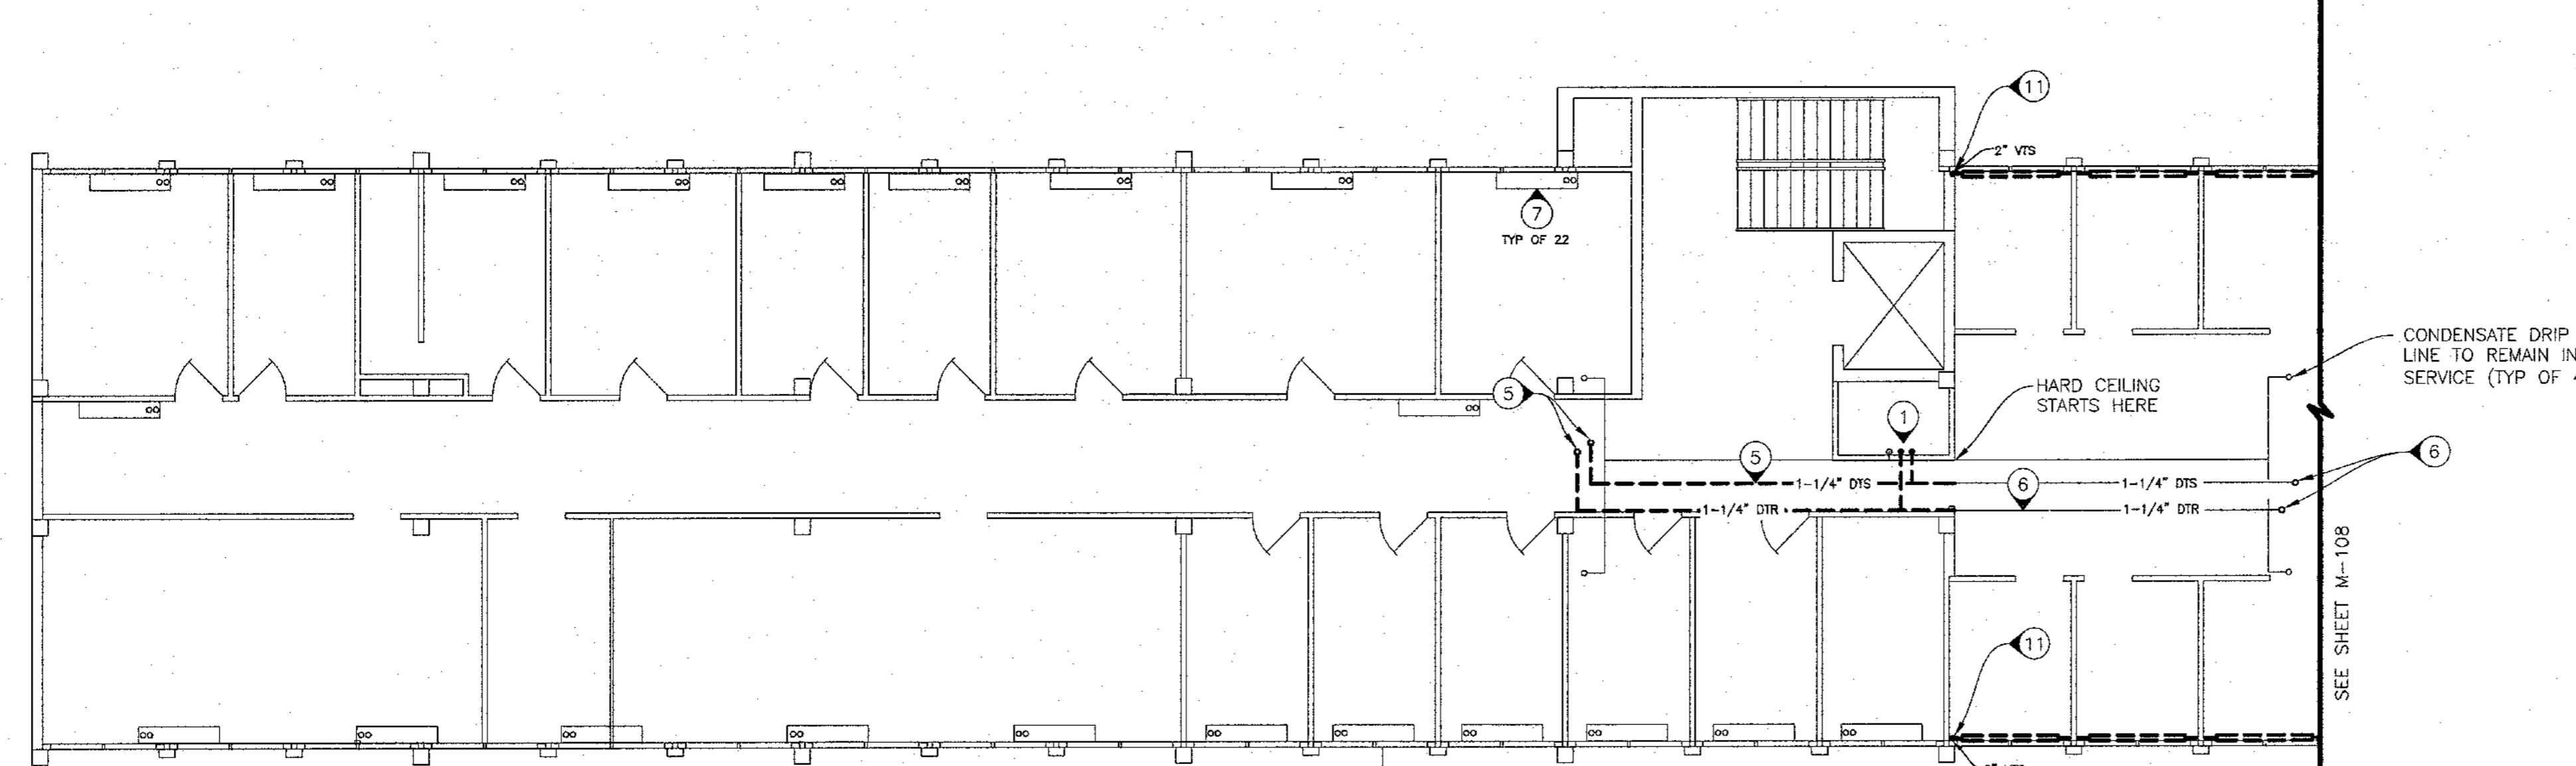 11
2" VTS
7
TYP OF 22
CONDENSATE DRIP
LINE TO REMAIN IN
SERVICE (TYP OF
HARD CEILING
STARTS HERE
5
1
5
6
6
1-1/4" DTS
1-1/4" DTS
1-1/4" DTR
1-1/4" DTR
SEE SHEET M-108
11